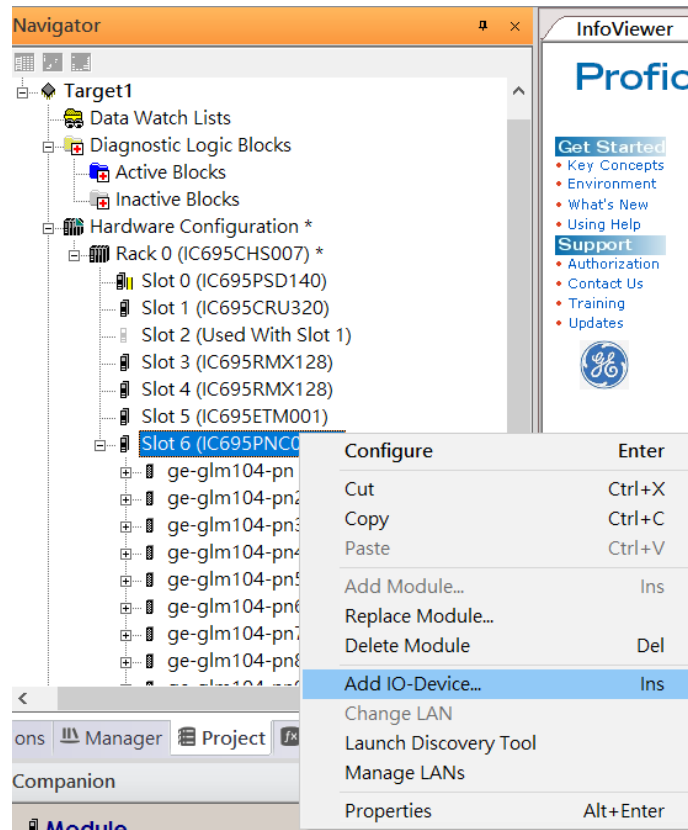 Navigator
Target1
Data Watch Lists
Diagnostic Logic Blocks
Active Blocks
Inactive Blocks
Hardware Configuration *
Rack 0 (IC695CHS007) *
Slot 0 (IC695PSD140)
Slot 1 (IC695CRU320)
Slot 2 (Used With Slot 1)
Slot 3 (IC695RMX128)
Slot 4 (IC695RMX128)
Slot 5 (IC695ETM001)
Slot 6 (IC695PNC0
ge-glm104-pn
ge-glm104-pn2
ge-glm104-pn3
ge-glm104-pn4
ge-glm104-pn5
ge-glm104-pn6
ge-glm104-pn7
ge-glm104-pn8
ons Manager Project fx
Companion
Module
InfoViewer
Profic
Get Started
Key Concepts
Environment
What's New
Using Help
Support
Authorization
Contact Us
Training
Updates
GE
Configure Enter
Cut Ctrl+X
Copy Ctrl+C
Paste Ctrl+V
Add Module... Ins
Replace Module...
Delete Module Del
Add IO-Device... Ins
Change LAN
Launch Discovery Tool
Manage LANs
Properties Alt+Enter